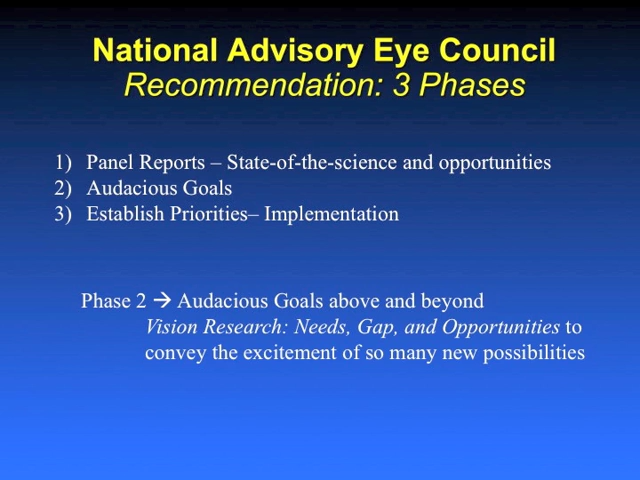 National Advisory Eye Council
Recommendation: 3 Phases
1) Panel Reports – State-of-the-science and opportunities
2) Audacious Goals
3) Establish Priorities– Implementation
Phase 2 → Audacious Goals above and beyond
Vision Research: Needs, Gap, and Opportunities to
convey the excitement of so many new possibilities